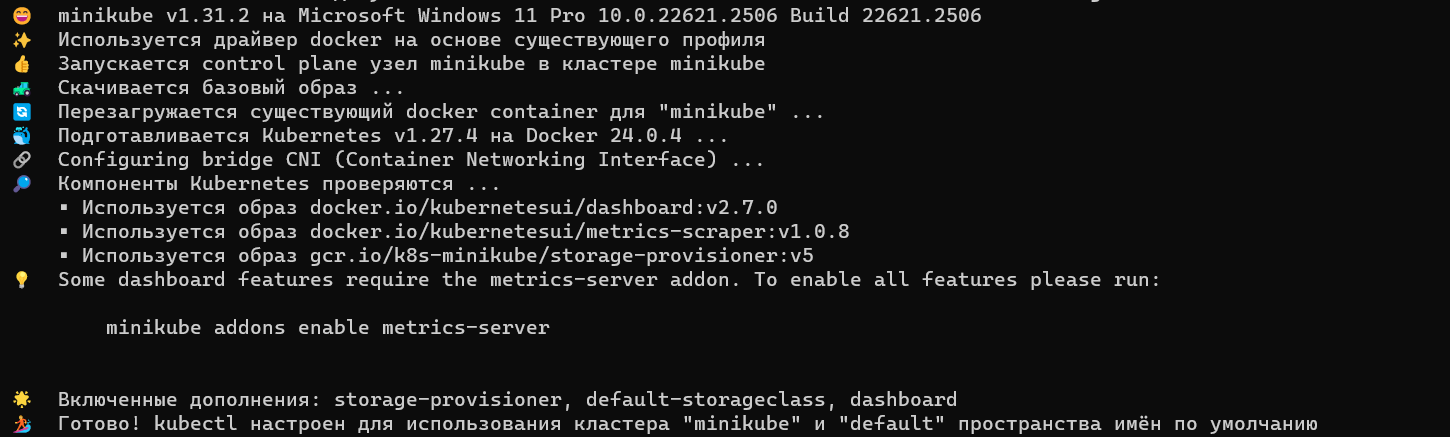 minikube v1.31.2 на Microsoft Windows 11 Pro 10.0.22621.2506 Build 22621.2506
Используется драйвер docker на основе существующего профиля
Запускается control plane узел minikube в кластере minikube
Скачивается базовый образ ...
Перезагружается существующий docker container для "minikube" ...
Подготавливается Kubernetes v1.27.4 на Docker 24.0.4 ...
Configuring bridge CNI (Container Networking Interface) ...
Компоненты Kubernetes проверяются ...
▪ Используется образ docker.io/kubernetesui/dashboard:v2.7.0
▪ Используется образ docker.io/kubernetesui/metrics-scraper:v1.0.8
▪ Используется образ gcr.io/k8s-minikube/storage-provisioner:v5
Some dashboard features require the metrics-server addon. To enable all features please run:
minikube addons enable metrics-server
Включенные дополнения: storage-provisioner, default-storageclass, dashboard
Готово! kubectl настроен для использования кластера "minikube" и "default" пространства имён по умолчанию